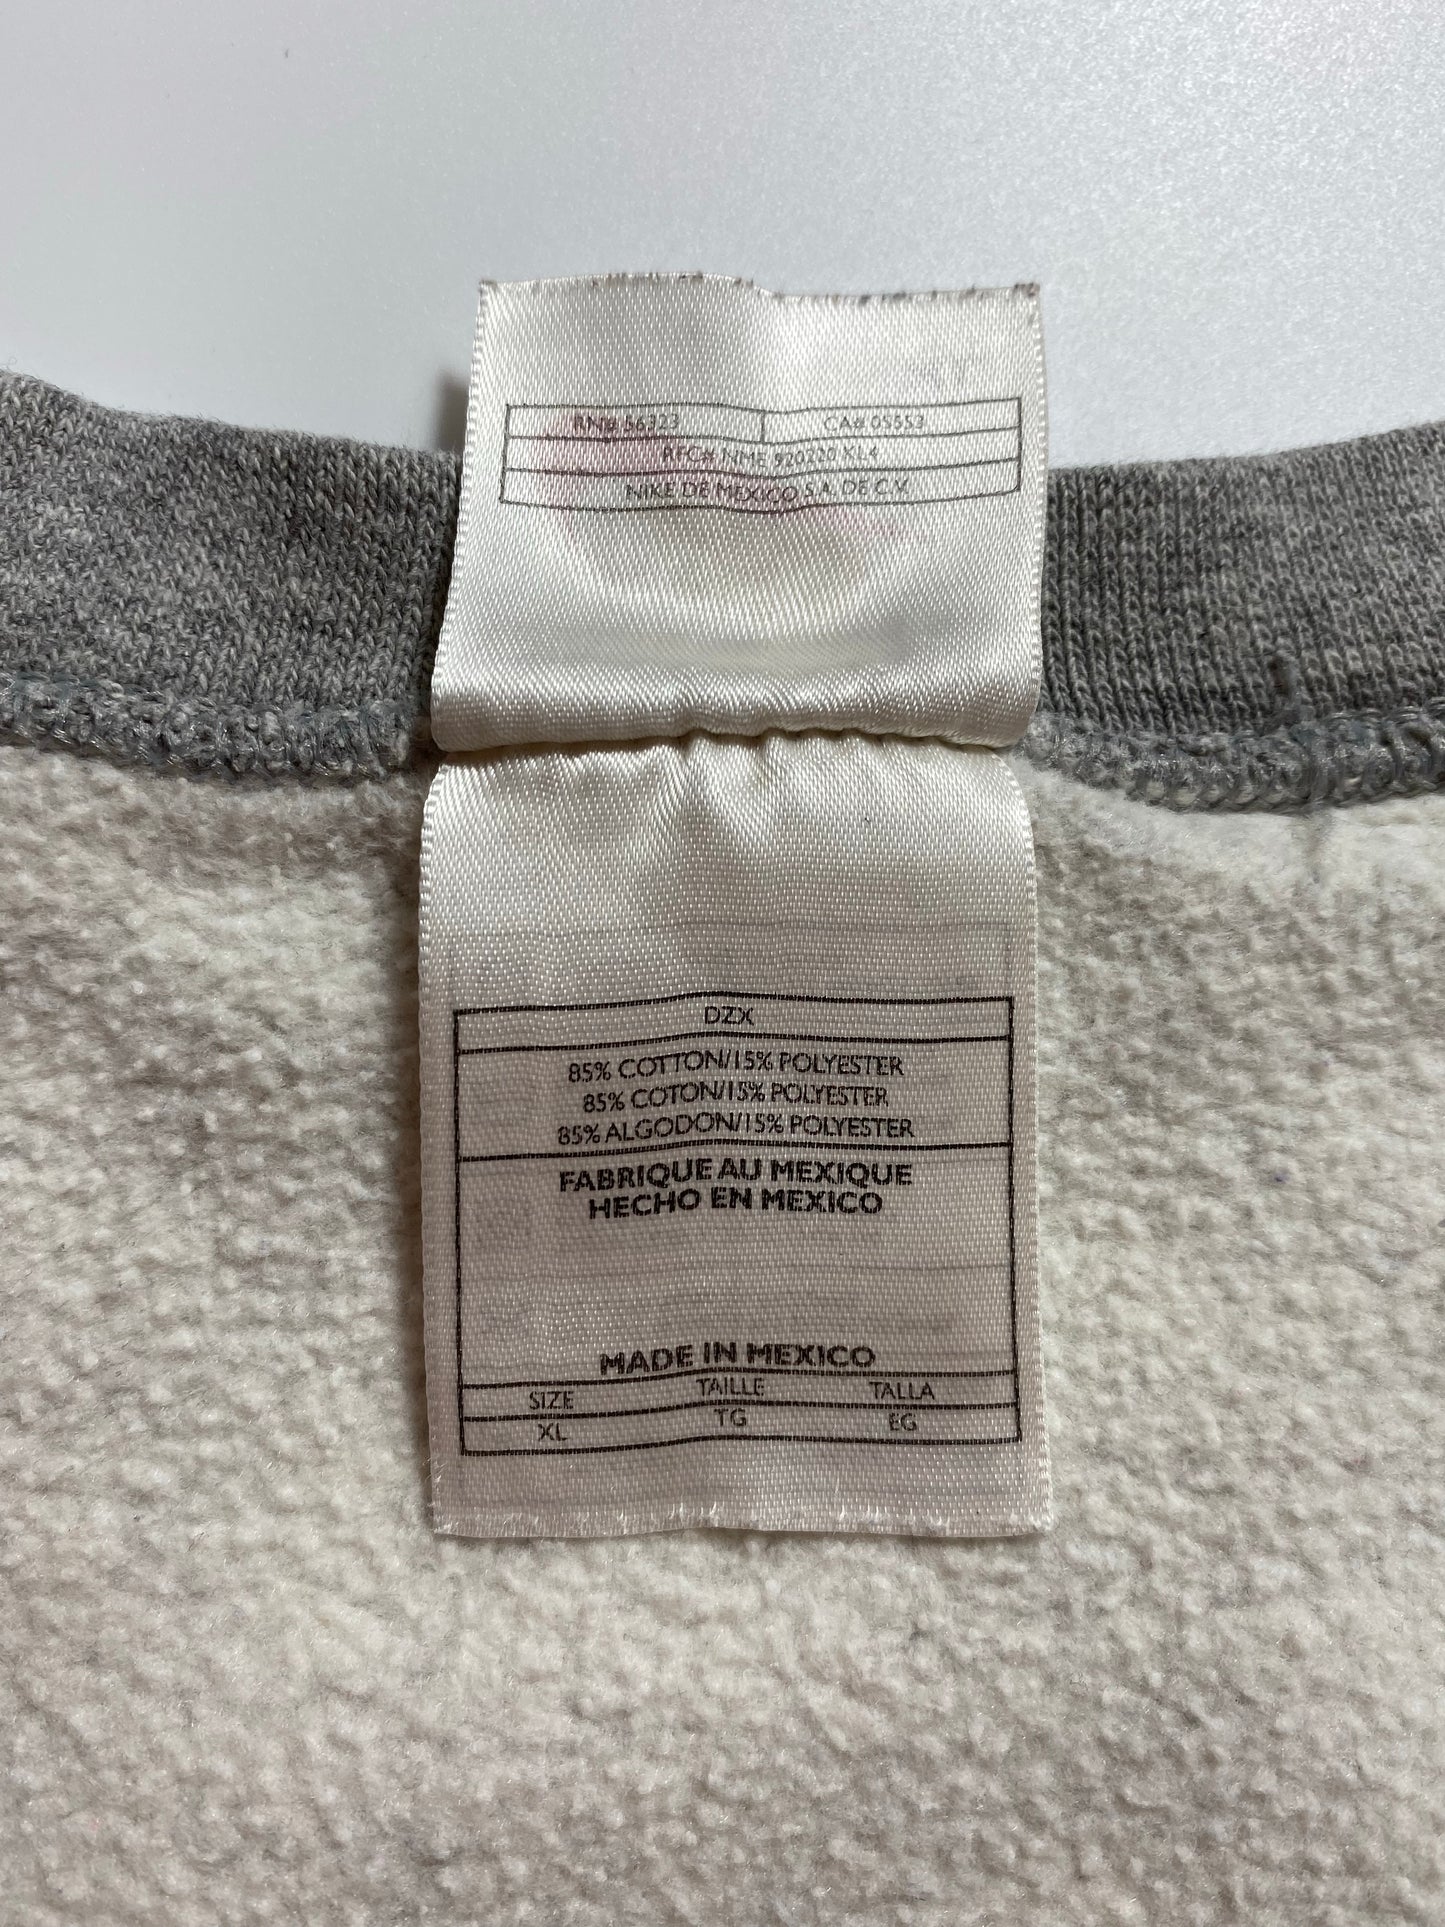 RN# 56323 CA# 05553
RFC# NME 920220 KL4
NIKE DE MEXICO S.A. DE C.V.
DZX
85% COTTON/15% POLYESTER
85% COTON/15% POLYESTER
85% ALGODON/15% POLYESTER
FABRIQUE AU MEXIQUE
HECHO EN MEXICO
MADE IN MEXICO
SIZE TAILLE TALLA
XL TG EG